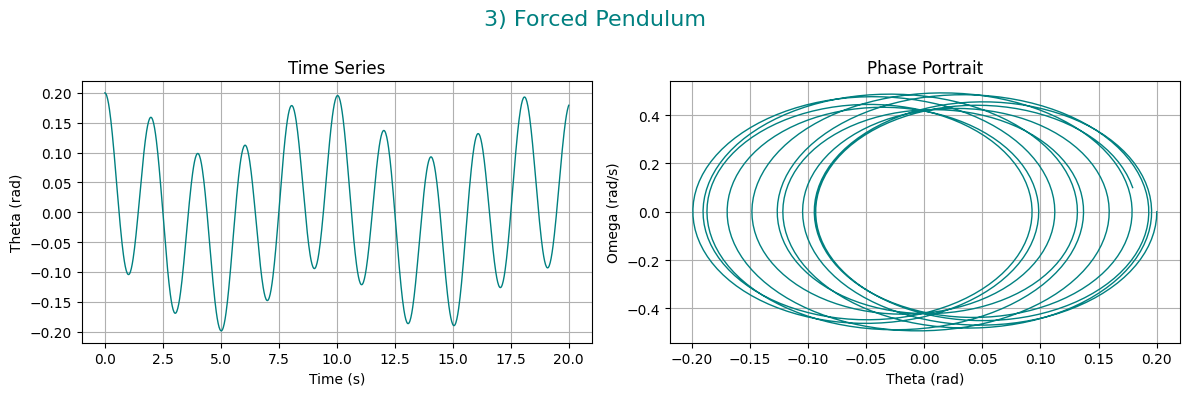 3) Forced Pendulum
Time Series
Theta (rad)
0.20
0.15
0.10
0.05
0.00
−0.05
−0.10
−0.15
−0.20
0.0 2.5 5.0 7.5 10.0 12.5 15.0 17.5 20.0
Time (s)
Phase Portrait
Omega (rad/s)
0.4
0.2
0.0
−0.2
−0.4
−0.20 −0.15 −0.10 −0.05 0.00 0.05 0.10 0.15 0.20
Theta (rad)